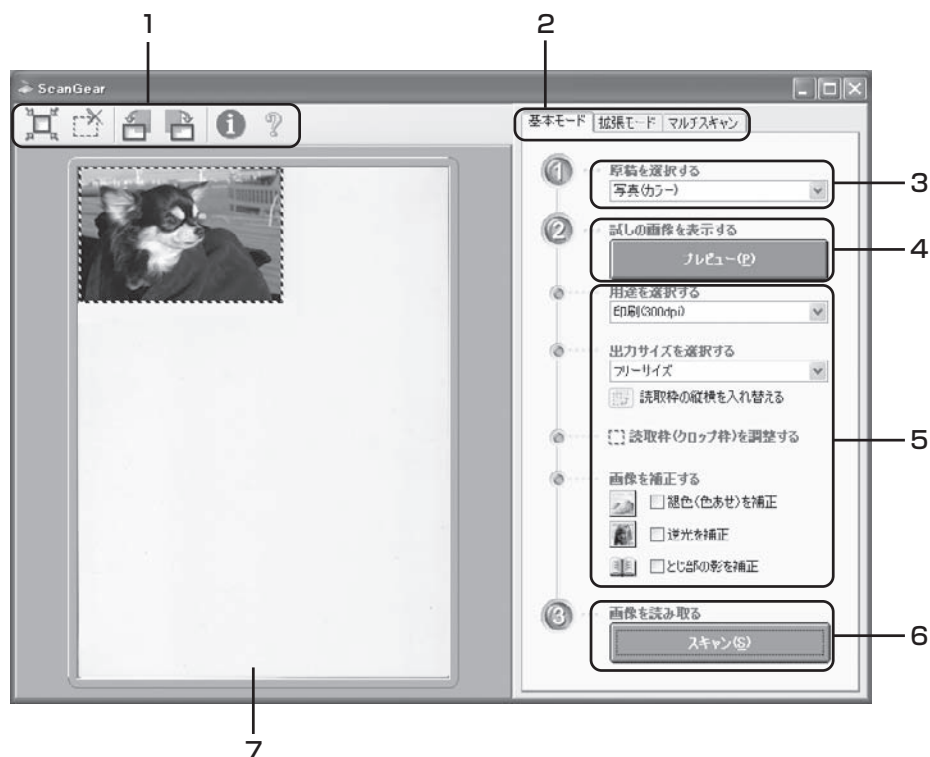 1
2
ScanGear
基本モード 拡張モード マルチスキャン
① 原稿を選択する
写真(カラー)
3
② 試しの画像を表示する
プレビュー(P)
4
用途を選択する
印刷(300dpi)
出力サイズを選択する
フリーサイズ
読取枠の縦横を入れ替える
読取枠(クロップ枠)を調整する
5
画像を補正する
褪色(色あせ)を補正
逆光を補正
とじ部の影を補正
③ 画像を読み取る
スキャン(S)
6
7